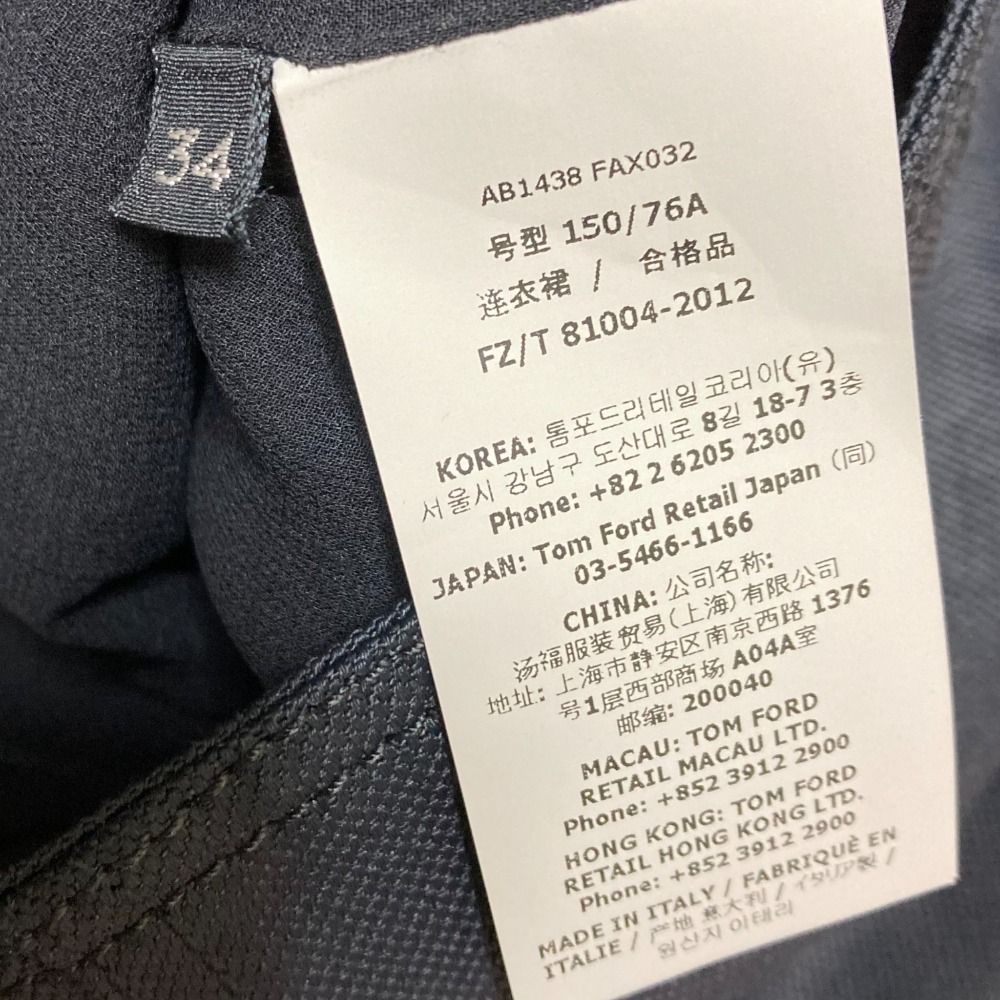 34
AB1438 FAX032
号型 150/76A
连衣裙 / 合格品
FZ/T 81004-2012
KOREA: 톰포드리테일코리아(유)
서울시 강남구 도산대로 8길 18-7 3층
Phone: +82 2 6205 2300
JAPAN: Tom Ford Retail Japan (同)
03-5466-1166
CHINA: 公司名称:
汤福服装贸易(上海)有限公司
地址: 上海市静安区南京西路 1376
号1层西部商场 A04A室
邮编: 200040
MACAU: TOM FORD
RETAIL MACAU LTD.
Phone: +852 3912 2900
HONG KONG: TOM FORD
RETAIL HONG KONG LTD.
Phone: +852 3912 2900
MADE IN ITALY / FABRIQUÈ EN
ITALIE / 产地 意大利 / イタリア製 /
원산지 이테리